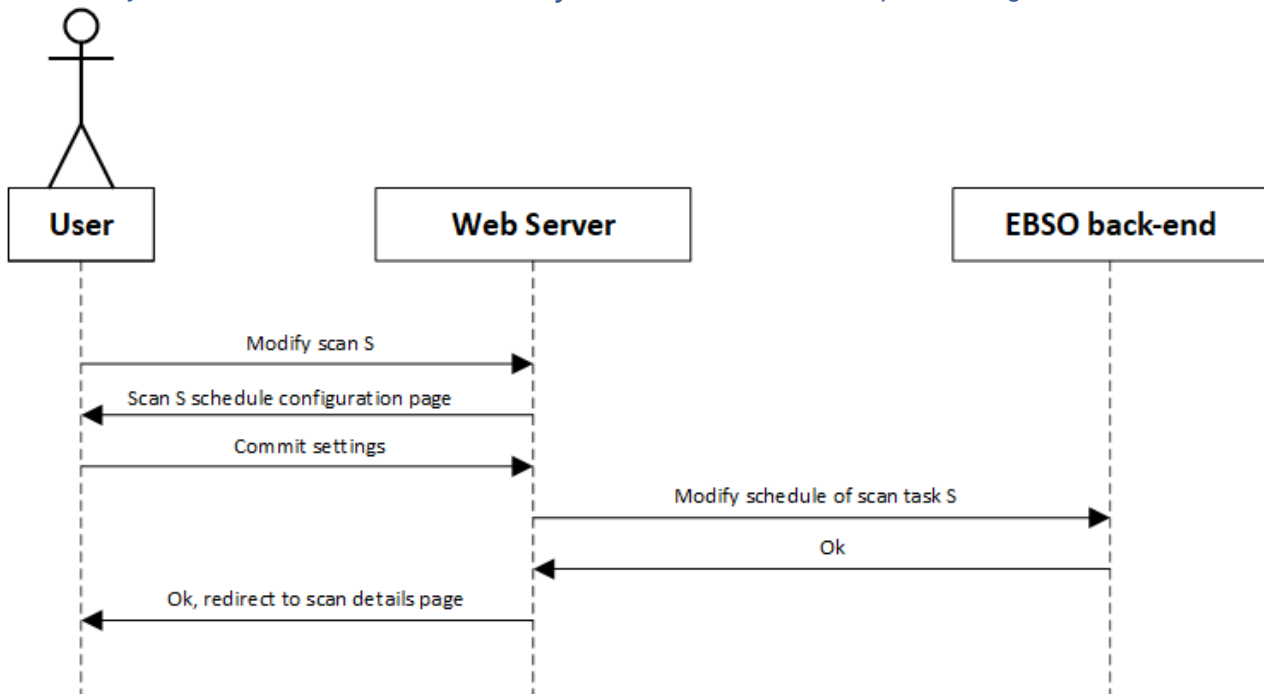 User
Web Server
EBSO back-end
Modify scan S
Scan S schedule configuration page
Commit settings
Modify schedule of scan task S
Ok
Ok, redirect to scan details page